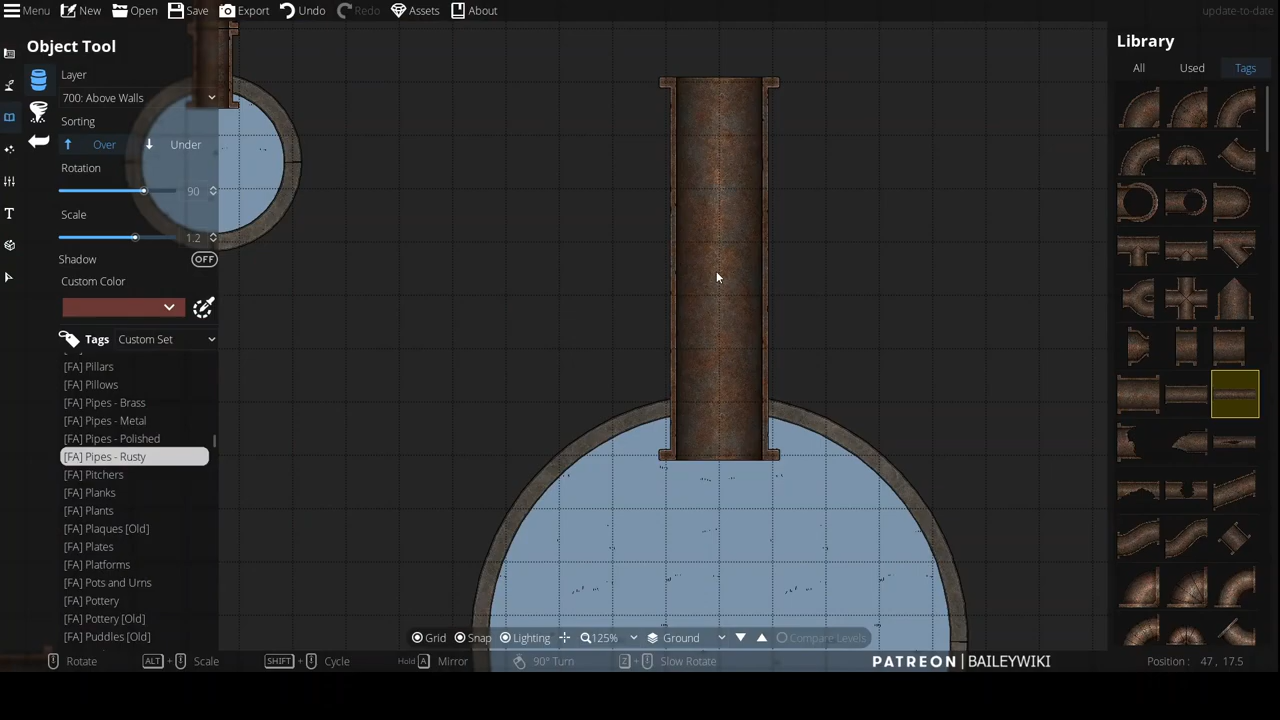 Menu New Open Save Export Undo Redo Assets About update-to-date
Object Tool
Layer
700: Above Walls
Sorting
Over Under
Rotation
90
Scale
1.2
Shadow OFF
Custom Color
Tags Custom Set
[FA] Pillars
[FA] Pillows
[FA] Pipes - Brass
[FA] Pipes - Metal
[FA] Pipes - Polished
[FA] Pipes - Rusty
[FA] Pitchers
[FA] Planks
[FA] Plants
[FA] Plaques [Old]
[FA] Plates
[FA] Platforms
[FA] Pots and Urns
[FA] Pottery
[FA] Pottery [Old]
[FA] Puddles [Old]
Library
All Used Tags
Grid Snap Lighting 125% Ground Compare Levels
Rotate ALT + Scale SHIFT + Cycle Hold A Mirror 90° Turn Z + Slow Rotate PATREON | BAILEYWIKI Position : 47 , 17.5